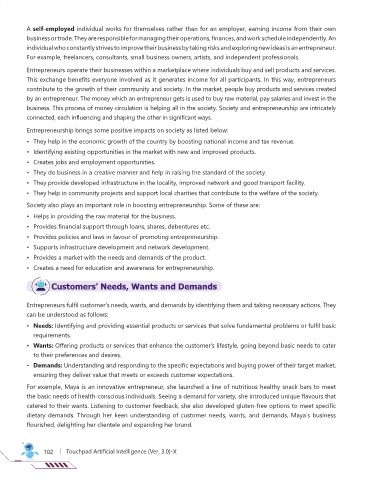 A self-employed individual works for themselves rather than for an employer, earning income from their own
business or trade. They are responsible for managing their operations, finances, and work schedule independently. An
individual who constantly strives to improve their business by taking risks and exploring new ideas is an entrepreneur.
For example, freelancers, consultants, small business owners, artists, and independent professionals.
Entrepreneurs operate their businesses within a marketplace where individuals buy and sell products and services.
This exchange benefits everyone involved as it generates income for all participants. In this way, entrepreneurs
contribute to the growth of their community and society. In the market, people buy products and services created
by an entrepreneur. The money which an entrepreneur gets is used to buy raw material, pay salaries and invest in the
business. This process of money circulation is helping all in the society. Society and entrepreneurship are intricately
connected, each influencing and shaping the other in significant ways.
Entrepreneurship brings some positive impacts on society as listed below:
• They help in the economic growth of the country by boosting national income and tax revenue.
• Identifying existing opportunities in the market with new and improved products.
• Creates jobs and employment opportunities.
• They do business in a creative manner and help in raising the standard of the society.
• They provide developed infrastructure in the locality, improved network and good transport facility.
• They help in community projects and support local charities that contribute to the welfare of the society.
Society also plays an important role in boosting entrepreneurship. Some of these are:
• Helps in providing the raw material for the business.
• Provides financial support through loans, shares, debentures etc.
• Provides policies and laws in favour of promoting entrepreneurship.
• Supports infrastructure development and network development.
• Provides a market with the needs and demands of the product.
• Creates a need for education and awareness for entrepreneurship.
Customers' Needs, Wants and Demands
Entrepreneurs fulfil customer's needs, wants, and demands by identifying them and taking necessary actions. They
can be understood as follows:
• Needs: Identifying and providing essential products or services that solve fundamental problems or fulfil basic
requirements.
• Wants: Offering products or services that enhance the customer's lifestyle, going beyond basic needs to cater
to their preferences and desires.
• Demands: Understanding and responding to the specific expectations and buying power of their target market,
ensuring they deliver value that meets or exceeds customer expectations.
For example, Maya is an innovative entrepreneur, she launched a line of nutritious healthy snack bars to meet
the basic needs of health-conscious individuals. Seeing a demand for variety, she introduced unique flavours that
catered to their wants. Listening to customer feedback, she also developed gluten-free options to meet specific
dietary demands. Through her keen understanding of customer needs, wants, and demands, Maya's business
flourished, delighting her clientele and expanding her brand.
102 | Touchpad Artificial Intelligence (Ver. 3.0)-X